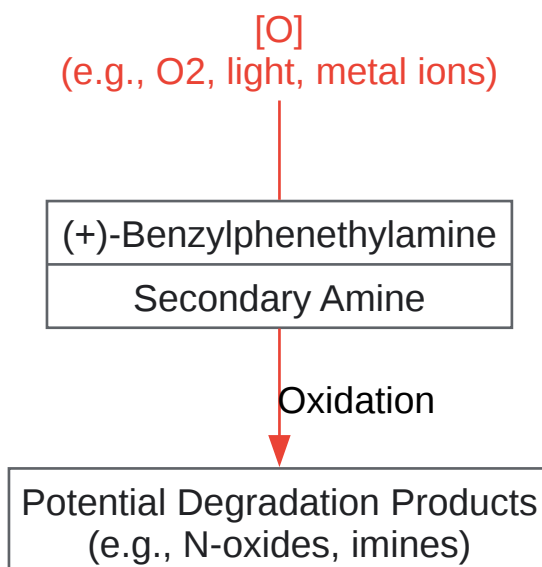 [O]
(e.g., O2, light, metal ions)
(+)-Benzylphenethylamine
Secondary Amine
Oxidation
Potential Degradation Products
(e.g., N-oxides, imines)